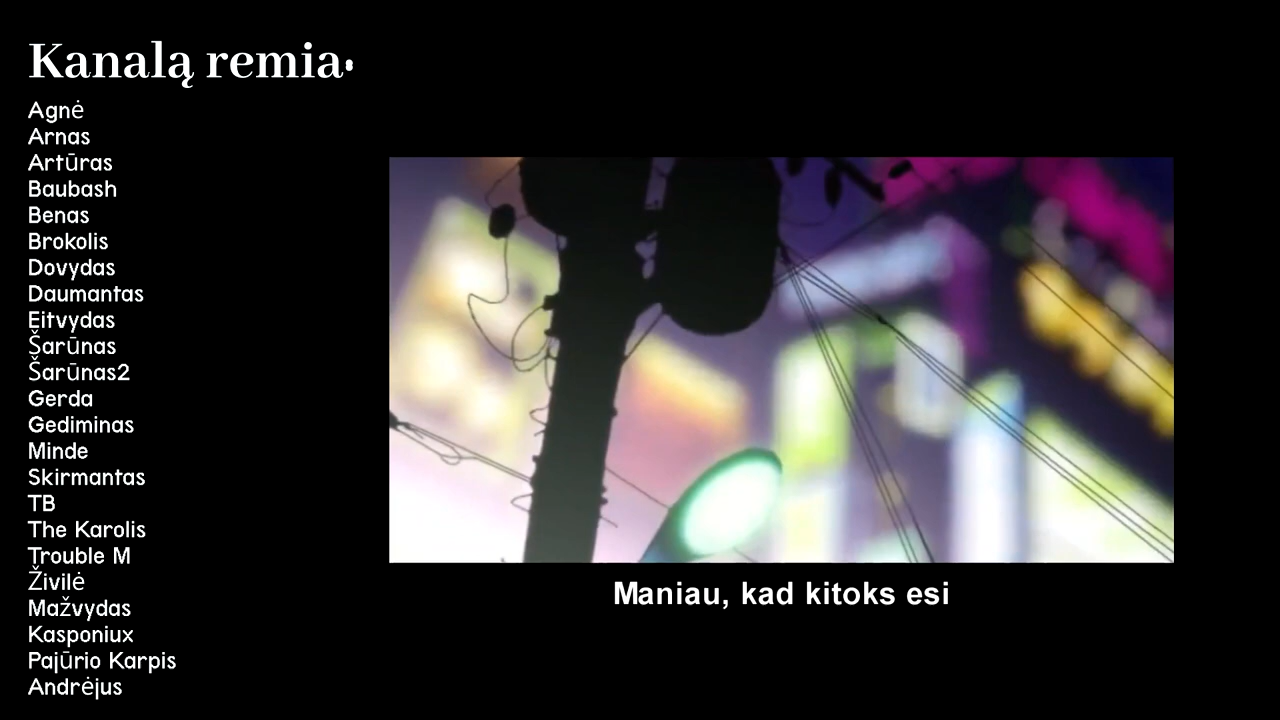 Kanalą remia:
Agnė
Arnas
Artūras
Baubash
Benas
Brokolis
Dovydas
Daumantas
Eitvydas
Šarūnas
Šarūnas2
Gerda
Gediminas
Minde
Skirmantas
TB
The Karolis
Trouble M
Živilė
Mažvydas
Kasponiux
Pajūrio Karpis
Andrėjus
Maniau, kad kitoks esi